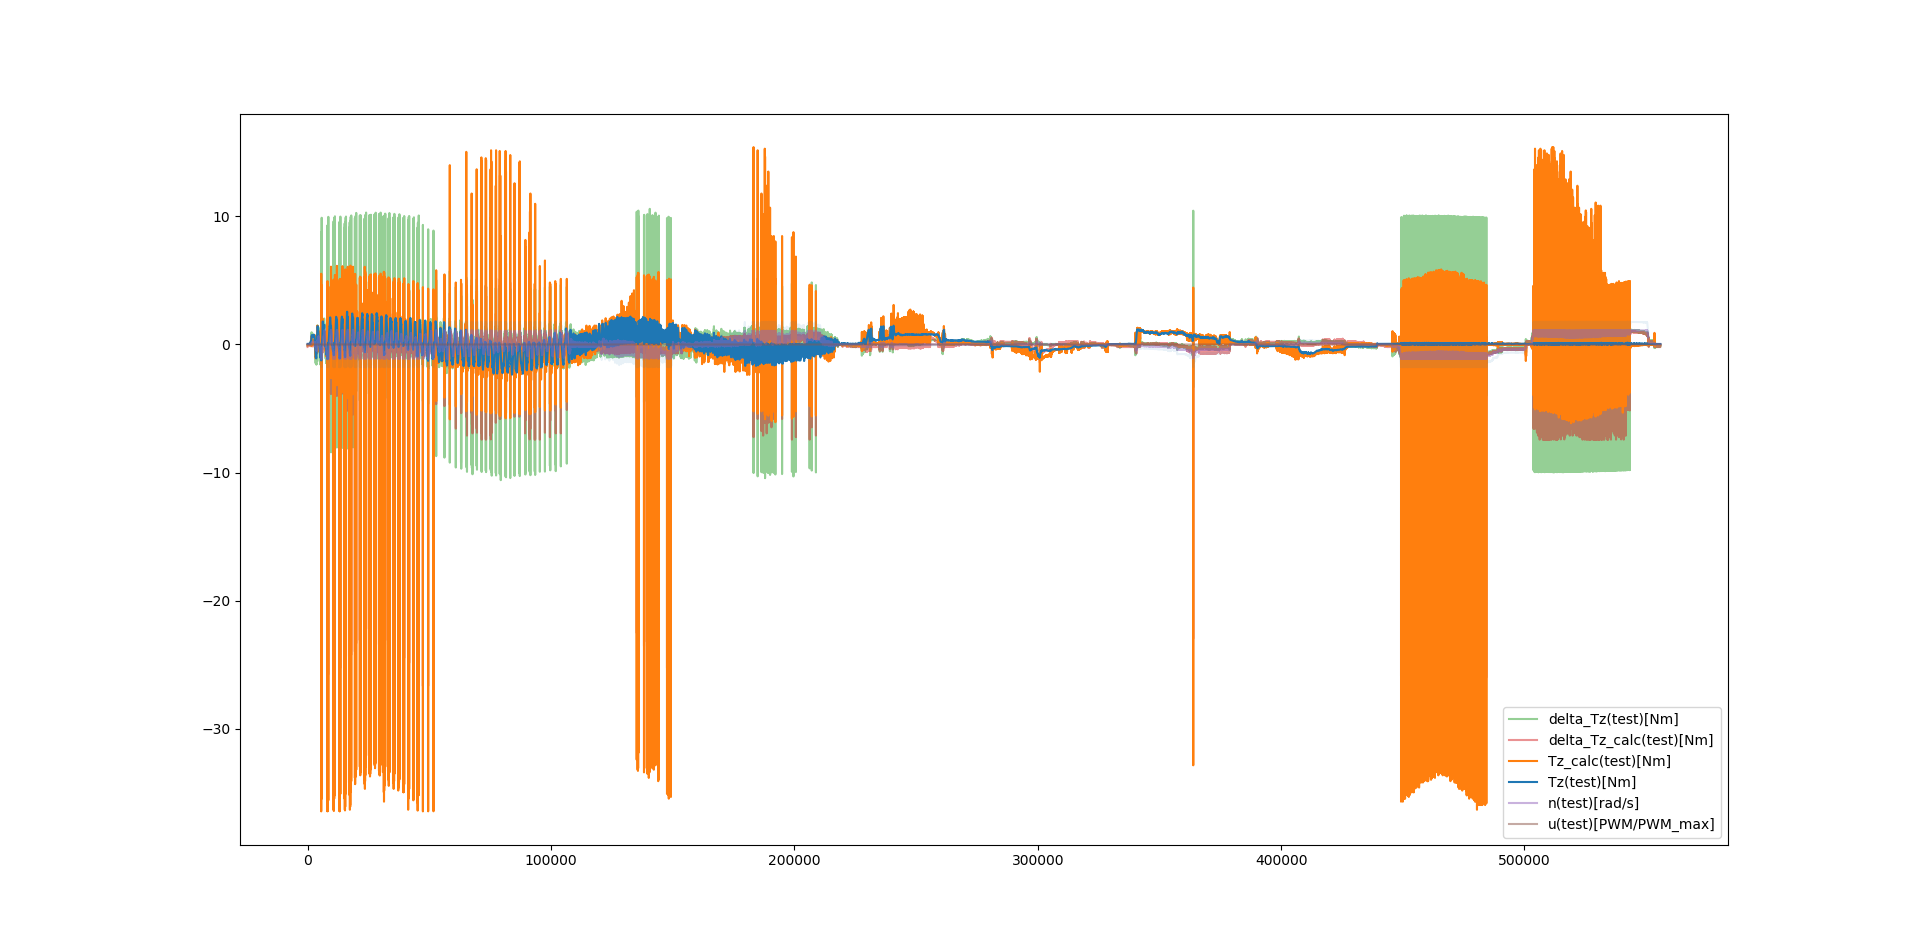 10
0
−10
−20
−30
0
100000
200000
300000
400000
500000
delta_Tz(test)[Nm]
delta_Tz_calc(test)[Nm]
Tz_calc(test)[Nm]
Tz(test)[Nm]
n(test)[rad/s]
u(test)[PWM/PWM_max]